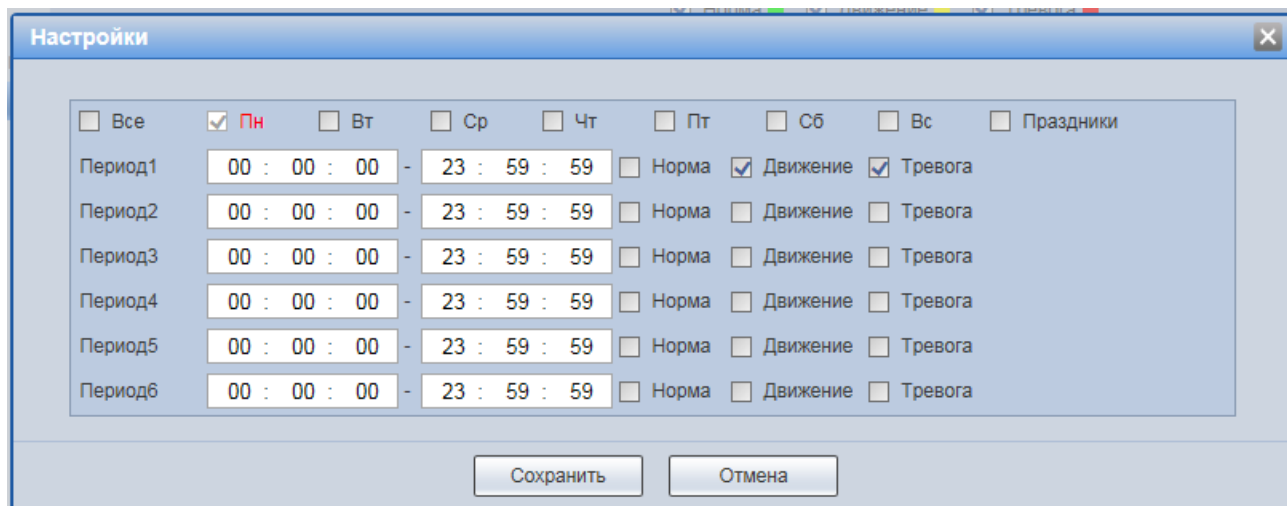 Норма Движение Тревога
Настройки
Все Пн Вт Ср Чт Пт Сб Вс Праздники
Период1 00 : 00 : 00 - 23 : 59 : 59 Норма Движение Тревога
Период2 00 : 00 : 00 - 23 : 59 : 59 Норма Движение Тревога
Период3 00 : 00 : 00 - 23 : 59 : 59 Норма Движение Тревога
Период4 00 : 00 : 00 - 23 : 59 : 59 Норма Движение Тревога
Период5 00 : 00 : 00 - 23 : 59 : 59 Норма Движение Тревога
Период6 00 : 00 : 00 - 23 : 59 : 59 Норма Движение Тревога
Сохранить Отмена